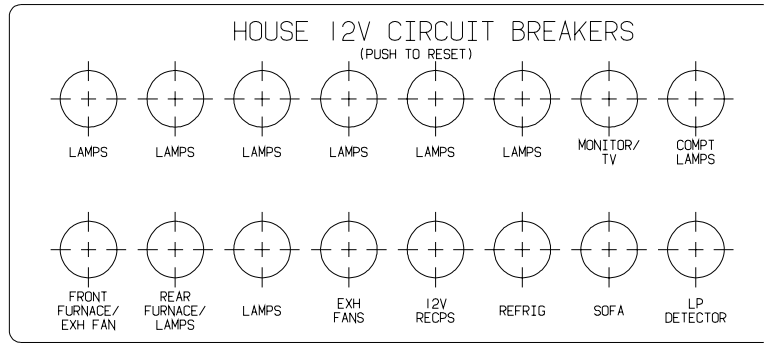 HOUSE 12V CIRCUIT BREAKERS
(PUSH TO RESET)
LAMPS LAMPS LAMPS LAMPS LAMPS LAMPS MONITOR/ COMPT
TV LAMPS
FRONT REAR LAMPS EXH 12V REFRIG SOFA LP
FURNACE/ FURNACE/ FANS RECPS DETECTOR
EXH FAN LAMPS